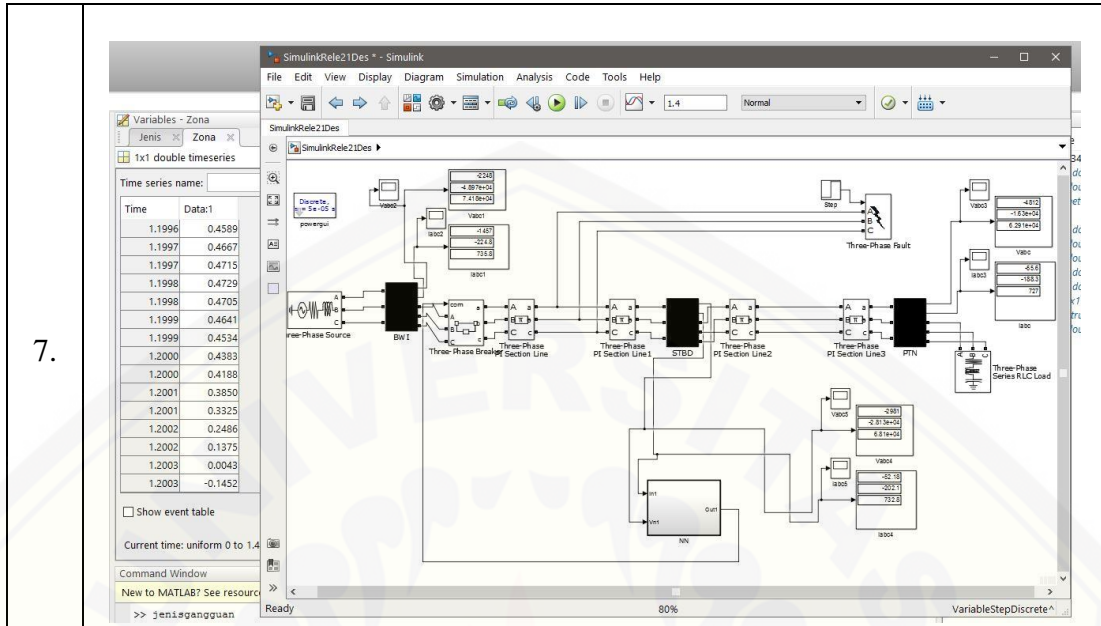 7.
SimulinkRele21Des * - Simulink
File Edit View Display Diagram Simulation Analysis Code Tools Help
1.4
Normal
SimulinkRele21Des
SimulinkRele21Des
Variables - Zona
Jenis
Zona
1x1 double timeseries
Time series name:
Time Data:1
1.1996 0.4589
1.1997 0.4667
1.1997 0.4715
1.1998 0.4729
1.1998 0.4705
1.1999 0.4641
1.1999 0.4534
1.2000 0.4383
1.2000 0.4188
1.2001 0.3850
1.2001 0.3325
1.2002 0.2486
1.2002 0.1375
1.2003 0.0043
1.2003 -0.1452
Show event table
Current time: uniform 0 to 1.4
Command Window
New to MATLAB? See resource
>> jenisgangguan
Discrete,
powergui
Vabc2
-2248
-4.897e+04
7.418e+04
Vabc1
Iabc2
-1457
-224.8
735.8
Iabc1
Step
A
B
C
Three-Phase Fault
Vabc3
-4812
-1.63e+04
6.291e+04
Vabc
Iabc3
-65.6
-188.3
727
Iabc
A
B
C
ree-Phase Source
BWI
com
A
B
C
a
b
c
Three-Phase Breaker
Three-Phase
PI Section Line
Three-Phase
PI Section Line1
STBD
Three-Phase
PI Section Line2
Three-Phase
PI Section Line3
PTN
Three-Phase
Series RLC Load
Vabc5
-2981
-2.813e+04
6.81e+04
Vabc4
Iabc5
-52.18
-202.1
732.8
Iabc4
In1
Vn1
Out1
NN
Ready
80%
VariableStepDiscrete
UNIVERSITAS